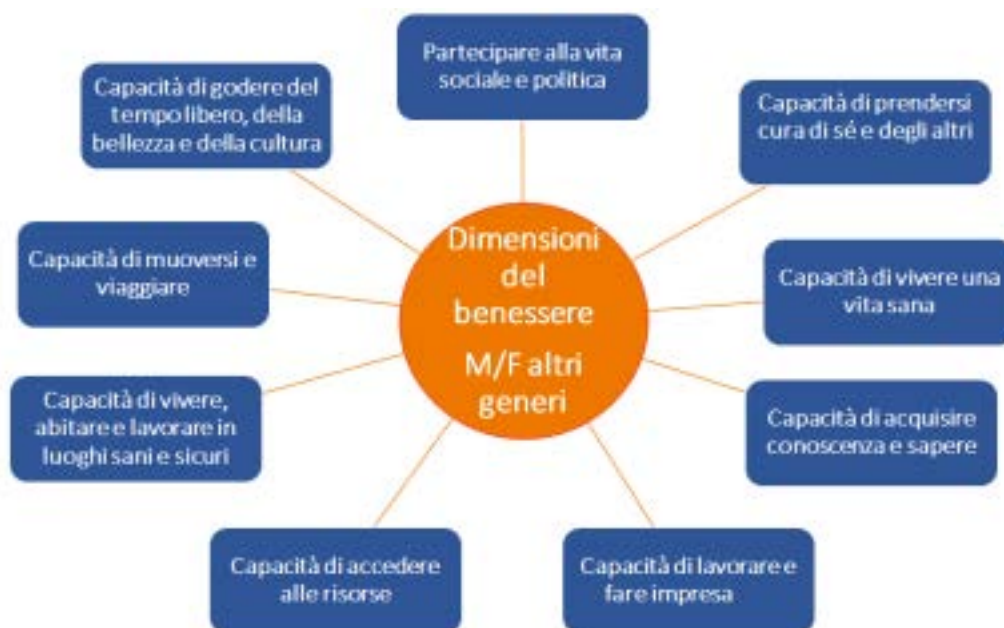 Partecipare alla vita
sociale e politica
Capacità di godere del
tempo libero, della
bellezza e della cultura
Capacità di prendersi
cura di sé e degli altri
Dimensioni
del
benessere
M/F altri
generi
Capacità di muoversi e
viaggiare
Capacità di vivere una
vita sana
Capacità di vivere,
abitare e lavorare in
luoghi sani e sicuri
Capacità di acquisire
conoscenza e sapere
Capacità di accedere
alle risorse
Capacità di lavorare e
fare impresa